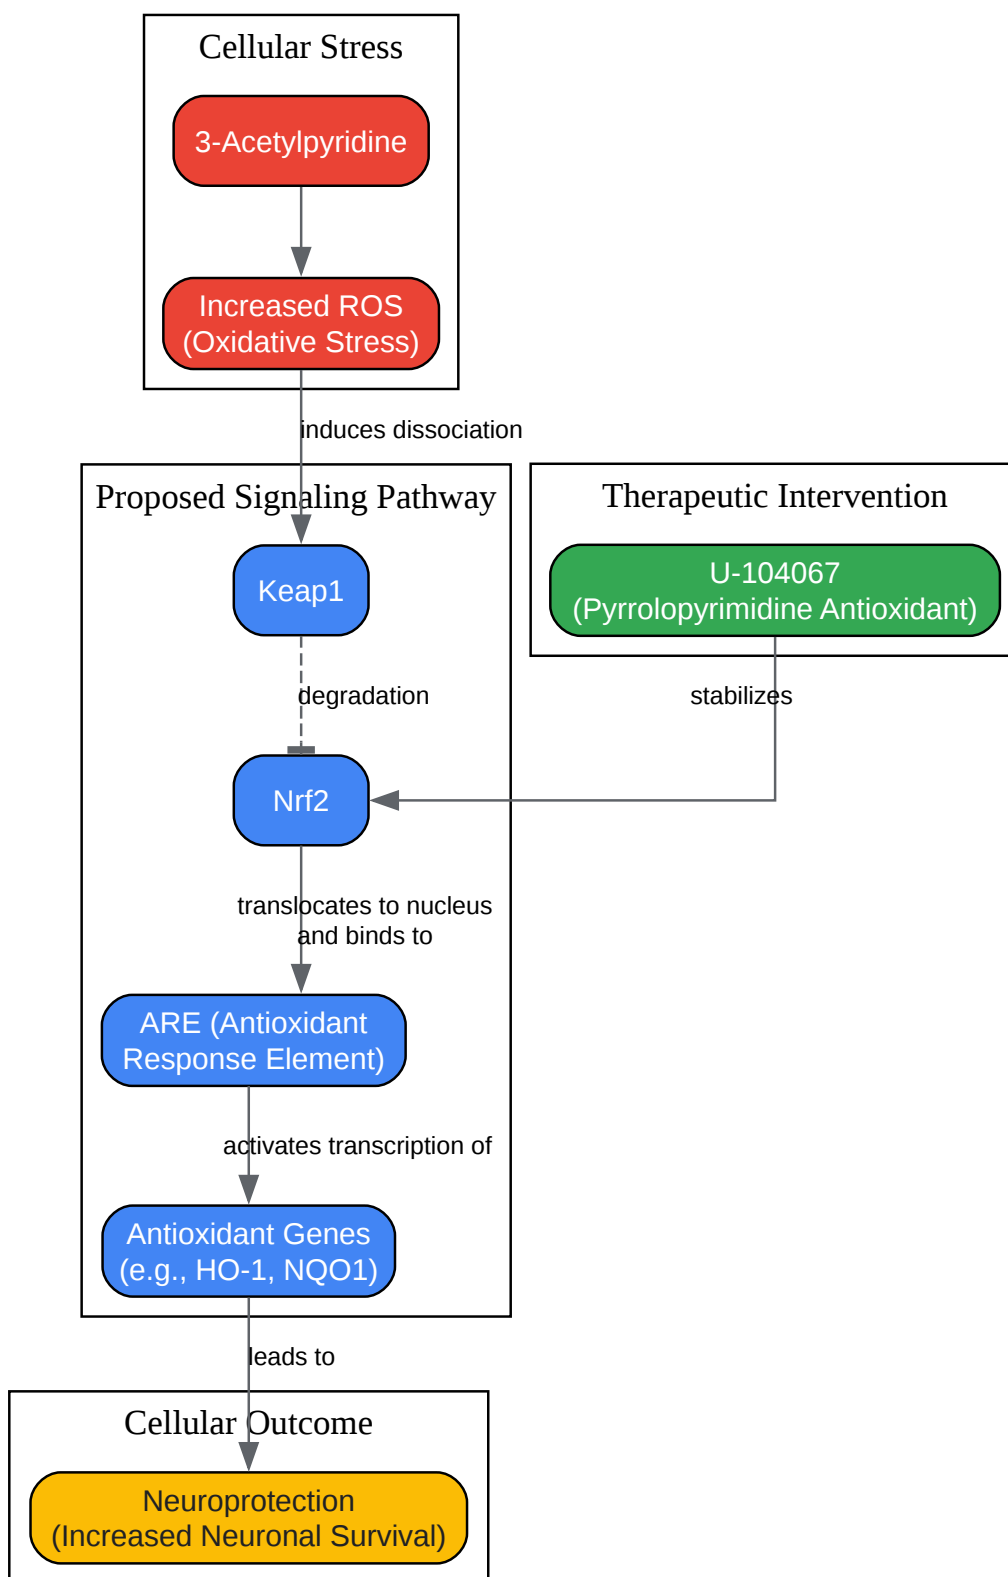 Cellular Stress
3-Acetylpyridine
Increased ROS
(Oxidative Stress)
induces dissociation
Proposed Signaling Pathway
Keap1
degradation
Nrf2
translocates to nucleus
and binds to
ARE (Antioxidant
Response Element)
activates transcription of
Antioxidant Genes
(e.g., HO-1, NQO1)
Therapeutic Intervention
U-104067
(Pyrrolopyrimidine Antioxidant)
stabilizes
leads to
Cellular Outcome
Neuroprotection
(Increased Neuronal Survival)